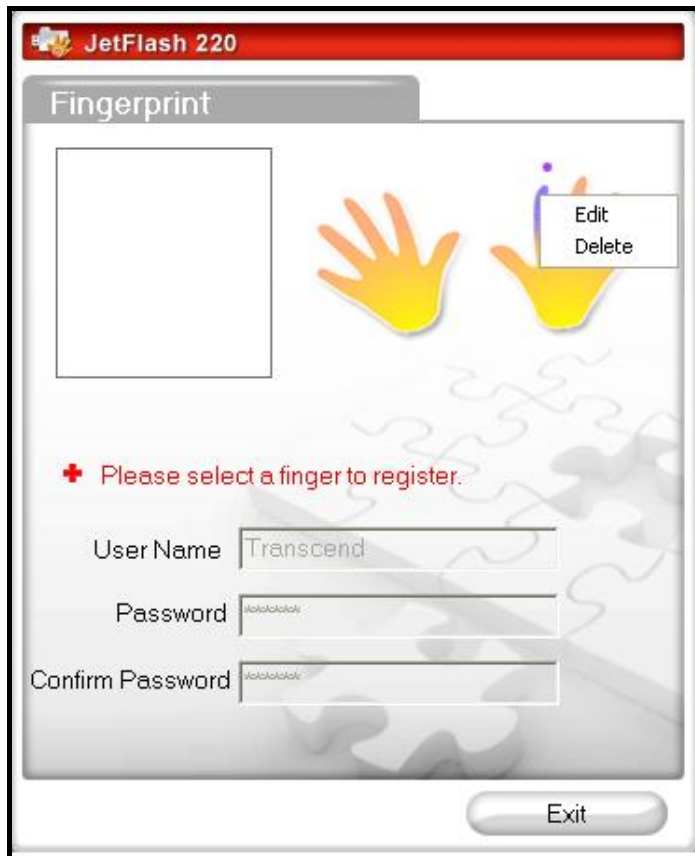 JetFlash 220
Fingerprint
Edit
Delete
Please select a finger to register.
User Name Transcend
Password *******
Confirm Password *******
Exit